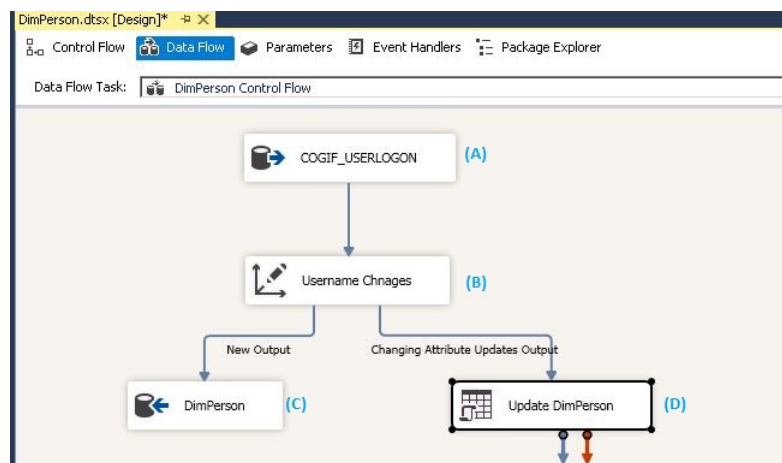 DimPerson.dtsx [Design]*
Control Flow Data Flow Parameters Event Handlers Package Explorer
Data Flow Task: DimPerson Control Flow
COGIF_USERLOGON (A)
Username Chnages (B)
New Output Changing Attribute Updates Output
DimPerson (C) Update DimPerson (D)